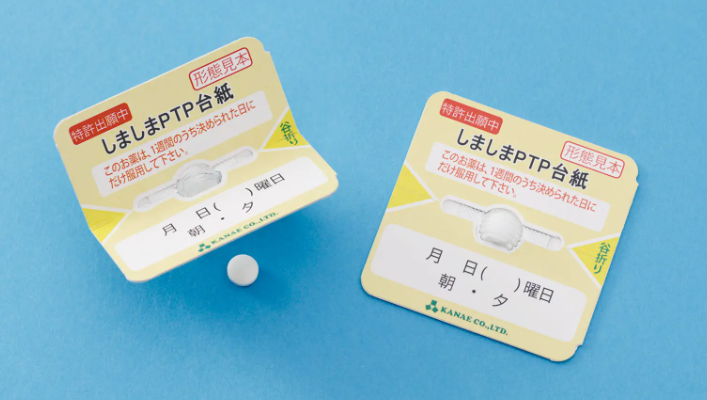 形態見本
特許出願中
しましまPTP台紙
このお薬は、1週間のうち決められた日に
だけ服用して下さい。
谷折り
月 日( )曜日
朝・夕
KANAE CO.,LTD.
特許出願中
形態見本
しましまPTP台紙
このお薬は、1週間のうち決められた日に
だけ服用して下さい。
谷折り
月 日( )曜日
朝・夕
KANAE CO.,LTD.